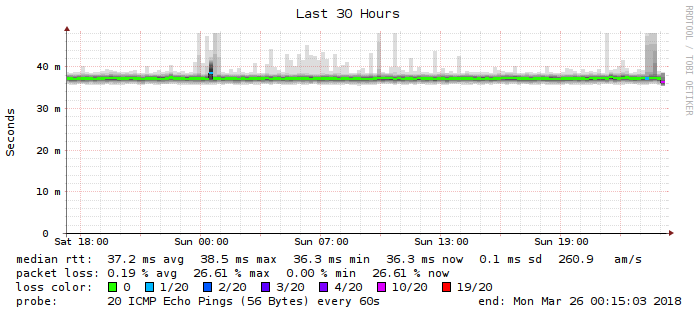 Last 30 Hours
RRDTOOL / TOBI OETIKER
Seconds
40 m
30 m
20 m
10 m
0
Sat 18:00 Sun 00:00 Sun 07:00 Sun 13:00 Sun 19:00
median rtt: 37.2 ms avg 38.5 ms max 36.3 ms min 36.3 ms now 0.1 ms sd 260.9 am/s
packet loss: 0.19 % avg 26.61 % max 0.00 % min 26.61 % now
loss color: 0 1/20 2/20 3/20 4/20 10/20 19/20
probe: 20 ICMP Echo Pings (56 Bytes) every 60s end: Mon Mar 26 00:15:03 2018